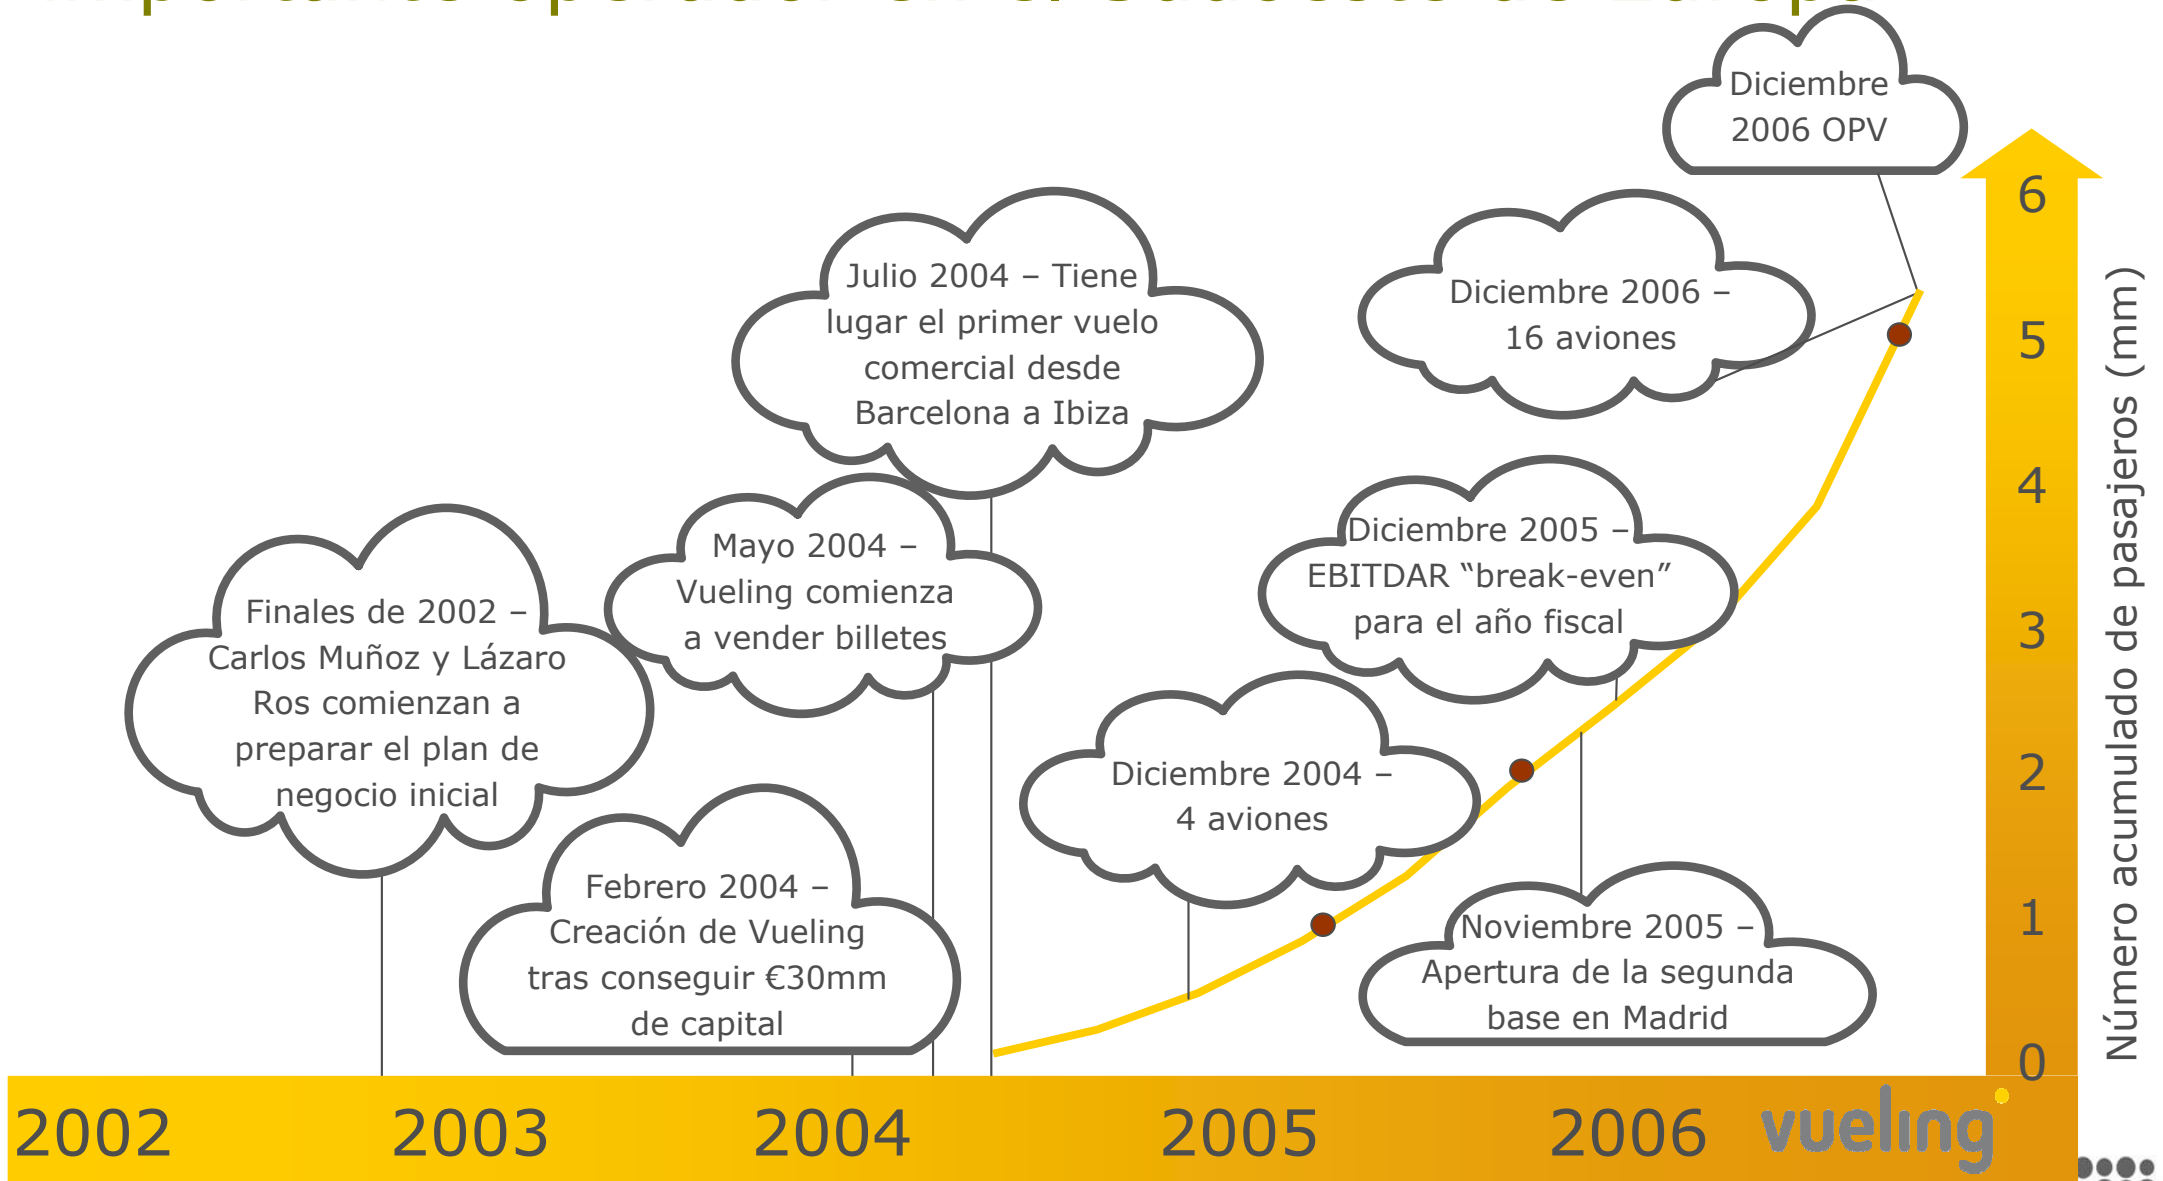 Diciembre
2006 OPV
Julio 2004 – Tiene
lugar el primer vuelo
comercial desde
Barcelona a Ibiza
Diciembre 2006 –
16 aviones
Mayo 2004 –
Vueling comienza
a vender billetes
Diciembre 2005 –
EBITDAR “break-even”
para el año fiscal
Finales de 2002 –
Carlos Muñoz y Lázaro
Ros comienzan a
preparar el plan de
negocio inicial
Diciembre 2004 –
4 aviones
Febrero 2004 –
Creación de Vueling
tras conseguir €30mm
de capital
Noviembre 2005 –
Apertura de la segunda
base en Madrid
6
5
4
3
2
1
0
Número acumulado de pasajeros (mm)
2002
2003
2004
2005
2006
vueling